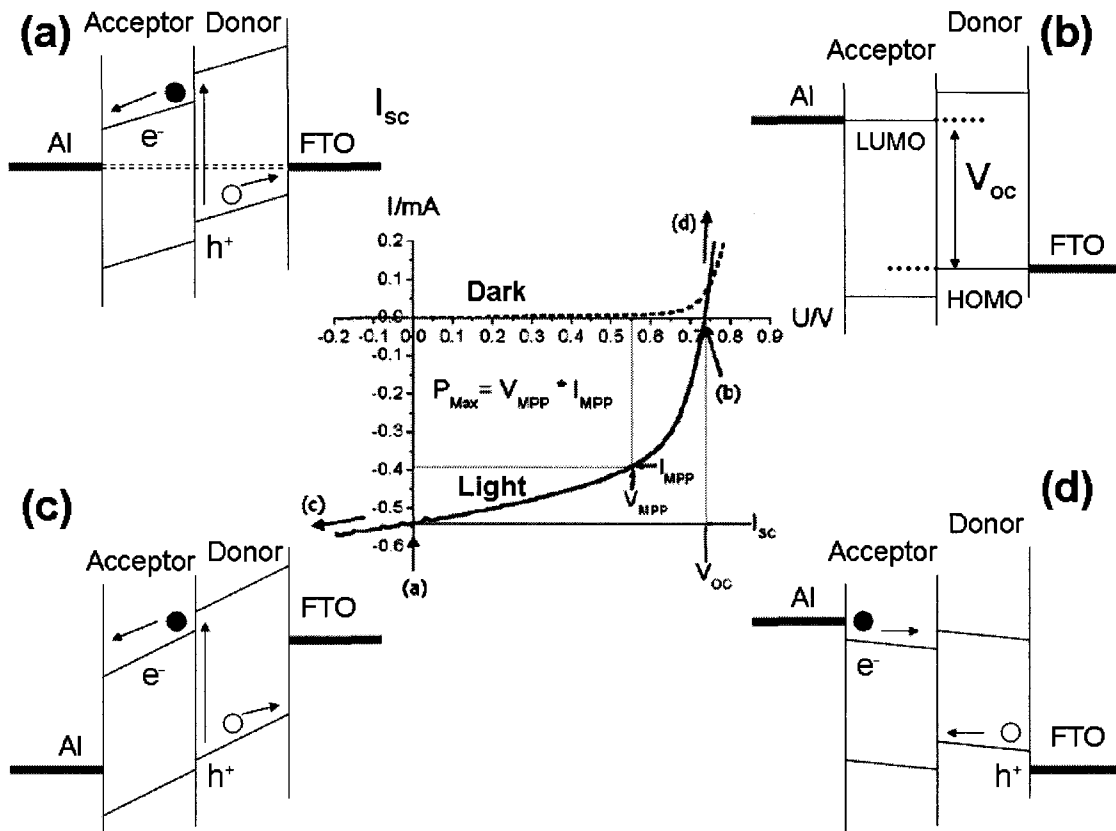 (a)
Acceptor
Donor
e⁻
Al
FTO
h⁺
I_sc
(b)
Donor
Acceptor
Al
LUMO
V_oc
FTO
HOMO
I/mA
0.2
0.1
0.0
-0.1
-0.2
-0.3
-0.4
-0.5
-0.6
-0.2 -0.1 0.0 0.1 0.2 0.3 0.4 0.5 0.6 0.7 0.8 0.9
U/V
Dark
(d)
(b)
P_Max = V_MPP * I_MPP
I_MPP
V_MPP
Light
(c)
(a)
I_sc
V_OC
(c)
Acceptor
Donor
FTO
e⁻
Al
h⁺
(d)
Donor
Acceptor
Al
e⁻
FTO
h⁺